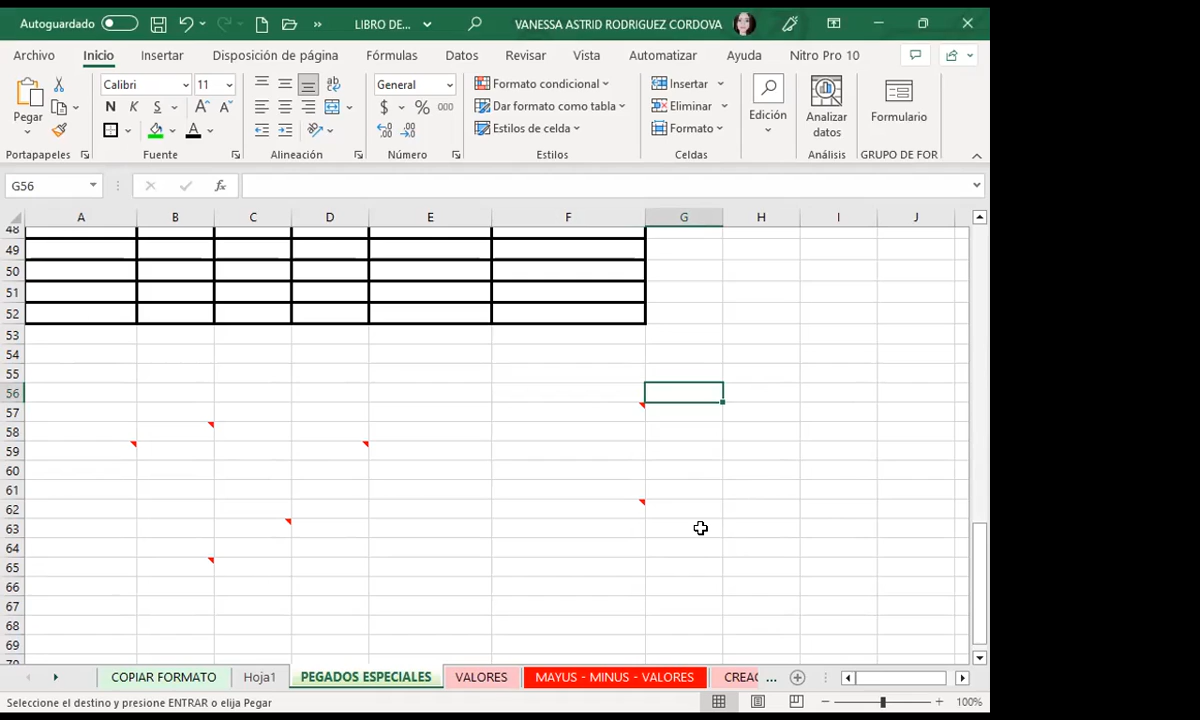 Autoguardado LIBRO DE... VANESSA ASTRID RODRIGUEZ CORDOVA
Archivo Inicio Insertar Disposición de página Fórmulas Datos Revisar Vista Automatizar Ayuda Nitro Pro 10
Pegar
Calibri 11
N K S A A
A
General
$ % 000
Formato condicional
Dar formato como tabla
Estilos de celda
Insertar
Eliminar
Formato
Edición
Analizar datos
Formulario
Portapapeles Fuente Alineación Número Estilos Celdas Análisis GRUPO DE FOR
G56 fx
A B C D E F G H I J
48
49
50
51
52
53
54
55
56
57
58
59
60
61
62
63
64
65
66
67
68
69
70
COPIAR FORMATO Hoja1 PEGADOS ESPECIALES VALORES MAYUS - MINUS - VALORES CREAC ...
Seleccione el destino y presione ENTRAR o elija Pegar 100%